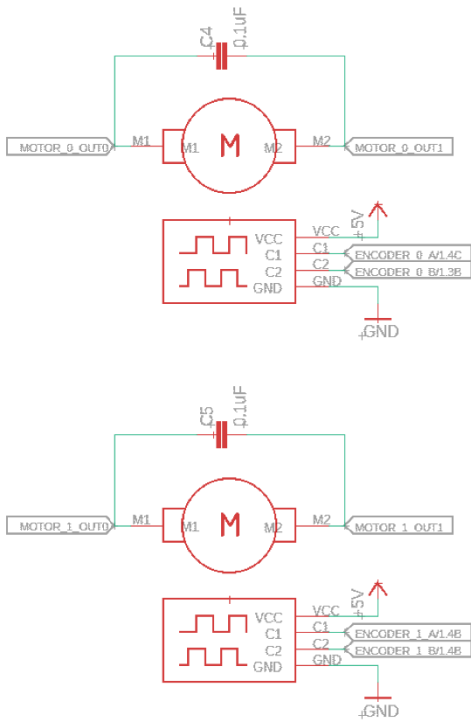 C4
0.1uF
MOTOR_0_OUT0 M1 M1 M M2 M2 MOTOR_0_OUT1
+5V
VCC VCC
C1 C1 ENCODER_0_A/1.4C
C2 C2 ENCODER_0_B/1.3B
GND GND
GND
C5
0.1uF
MOTOR_1_OUT0 M1 M1 M M2 M2 MOTOR_1_OUT1
+5V
VCC VCC
C1 C1 ENCODER_1_A/1.4B
C2 C2 ENCODER_1_B/1.4B
GND GND
GND